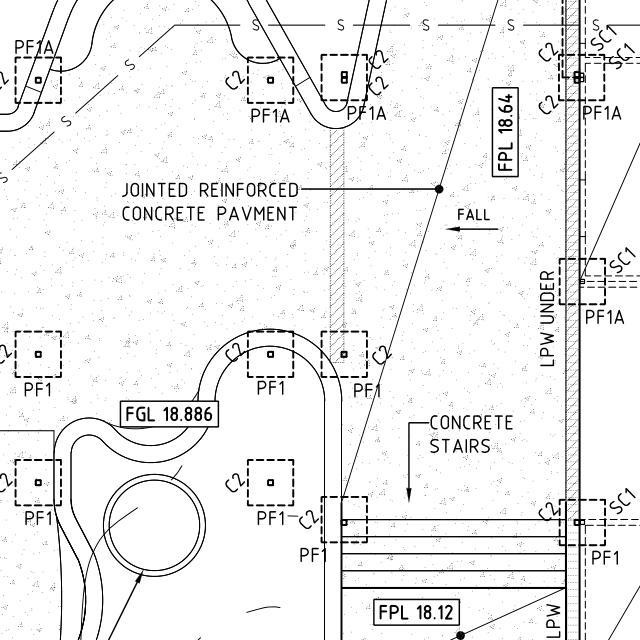 S S S S S
PF1A
C2
C2
C2
C2
C2
SC1
SC1
S
PF1A
PF1A
C2
PF1A
S
FPL 18.64
S
JOINTED REINFORCED
CONCRETE PAVMENT
FALL
SC1
LPW UNDER
PF1A
C2
C2
C2
PF1
PF1
PF1
FGL 18.886
CONCRETE
STAIRS
C2
C2
C2
C2
SC1
PF1
PF1
PF1
PF1
FPL 18.12
LPW